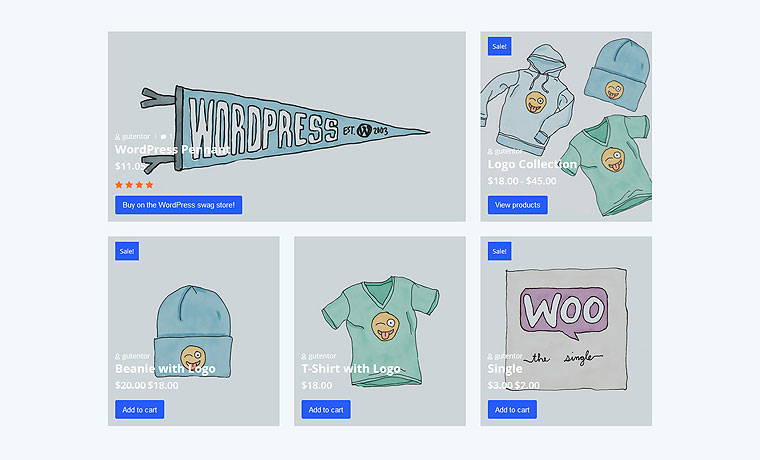 WORDPRESS EST. W 2003
gutentor | 1
WordPress Pennant
$11.05
Buy on the WordPress swag store!
Sale!
gutentor
Logo Collection
$18.00 - $45.00
View products
Sale!
gutentor
Beanie with Logo
$20.00 $18.00
Add to cart
gutentor
T-Shirt with Logo
$18.00
Add to cart
Sale!
WOO
the single
gutentor
Single
$3.00 $2.00
Add to cart